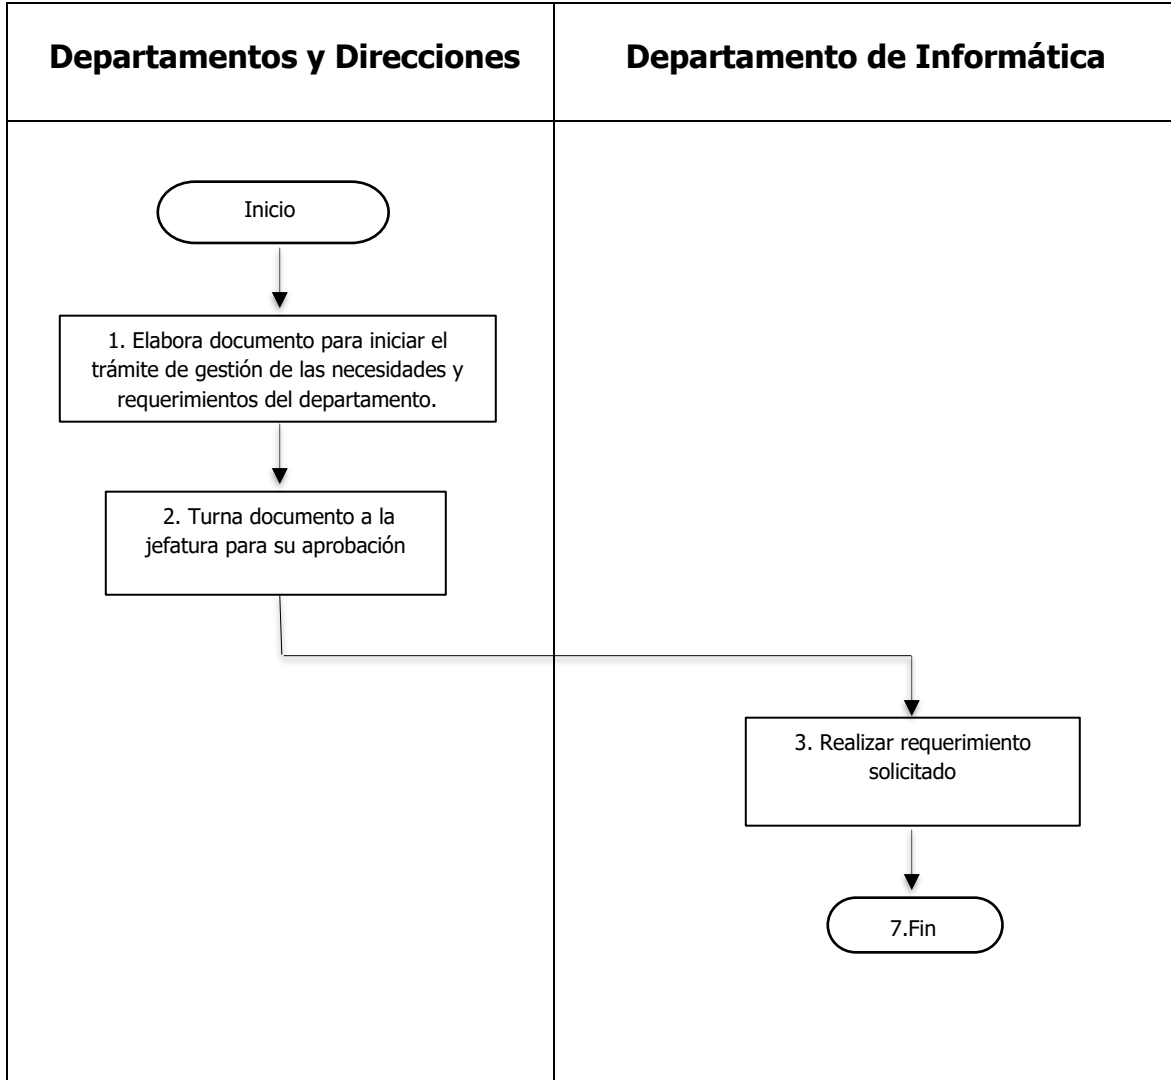 Departamentos y Direcciones
Departamento de Informática
Inicio
1. Elabora documento para iniciar el
trámite de gestión de las necesidades y
requerimientos del departamento.
2. Turna documento a la
jefatura para su aprobación
3. Realizar requerimiento
solicitado
7.Fin